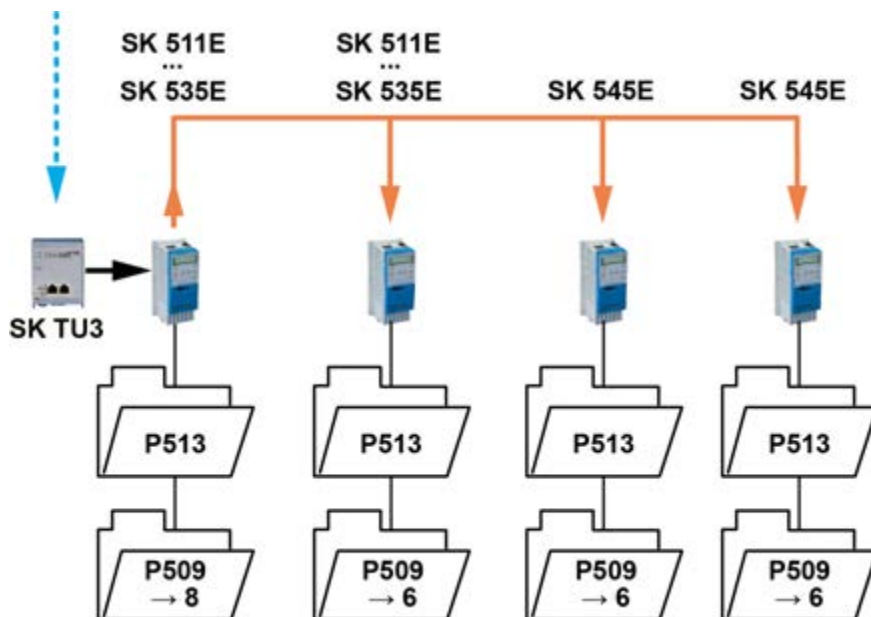 SK 511E
...
SK 535E
SK 511E
...
SK 535E
SK 545E
SK 545E
SK TU3
P513
P513
P513
P513
P509
→ 8
P509
→ 6
P509
→ 6
P509
→ 6